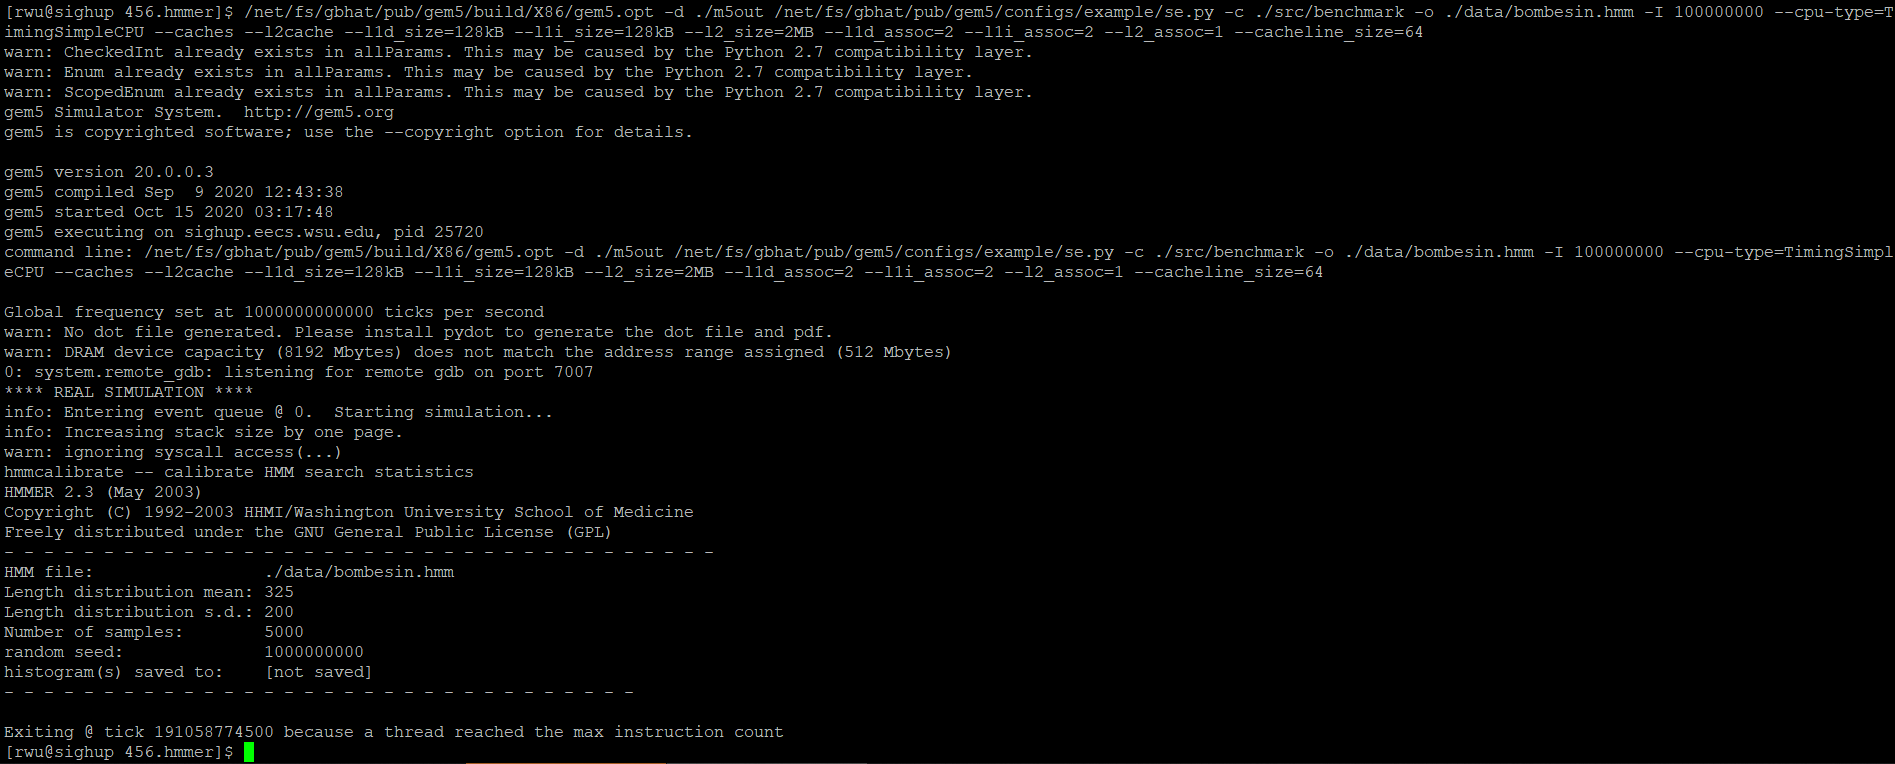 [rwu@sighup 456.hmmer]$ /net/fs/gbhat/pub/gem5/build/X86/gem5.opt -d ./m5out /net/fs/gbhat/pub/gem5/configs/example/se.py -c ./src/benchmark -o ./data/bombesin.hmm -I 100000000 --cpu-type=T
imingSimpleCPU --caches --l2cache --l1d_size=128kB --l1i_size=128kB --l2_size=2MB --l1d_assoc=2 --l1i_assoc=2 --l2_assoc=1 --cacheline_size=64
warn: CheckedInt already exists in allParams. This may be caused by the Python 2.7 compatibility layer.
warn: Enum already exists in allParams. This may be caused by the Python 2.7 compatibility layer.
warn: ScopedEnum already exists in allParams. This may be caused by the Python 2.7 compatibility layer.
gem5 Simulator System.  http://gem5.org
gem5 is copyrighted software; use the --copyright option for details.
gem5 version 20.0.0.3
gem5 compiled Sep  9 2020 12:43:38
gem5 started Oct 15 2020 03:17:48
gem5 executing on sighup.eecs.wsu.edu, pid 25720
command line: /net/fs/gbhat/pub/gem5/build/X86/gem5.opt -d ./m5out /net/fs/gbhat/pub/gem5/configs/example/se.py -c ./src/benchmark -o ./data/bombesin.hmm -I 100000000 --cpu-type=TimingSimpl
eCPU --caches --l2cache --l1d_size=128kB --l1i_size=128kB --l2_size=2MB --l1d_assoc=2 --l1i_assoc=2 --l2_assoc=1 --cacheline_size=64
Global frequency set at 1000000000000 ticks per second
warn: No dot file generated. Please install pydot to generate the dot file and pdf.
warn: DRAM device capacity (8192 Mbytes) does not match the address range assigned (512 Mbytes)
0: system.remote_gdb: listening for remote gdb on port 7007
**** REAL SIMULATION ****
info: Entering event queue @ 0.  Starting simulation...
info: Increasing stack size by one page.
warn: ignoring syscall access(...)
hmmcalibrate -- calibrate HMM search statistics
HMMER 2.3 (May 2003)
Copyright (C) 1992-2003 HHMI/Washington University School of Medicine
Freely distributed under the GNU General Public License (GPL)
- - - - - - - - - - - - - - - - - - - - - - - - - - - - - - - - - - - -
HMM file:                 ./data/bombesin.hmm
Length distribution mean: 325
Length distribution s.d.: 200
Number of samples:        5000
random seed:              1000000000
histogram(s) saved to:    [not saved]
- - - - - - - - - - - - - - - - - - - - - - - - - - - - - - - -
Exiting @ tick 191058774500 because a thread reached the max instruction count
[rwu@sighup 456.hmmer]$